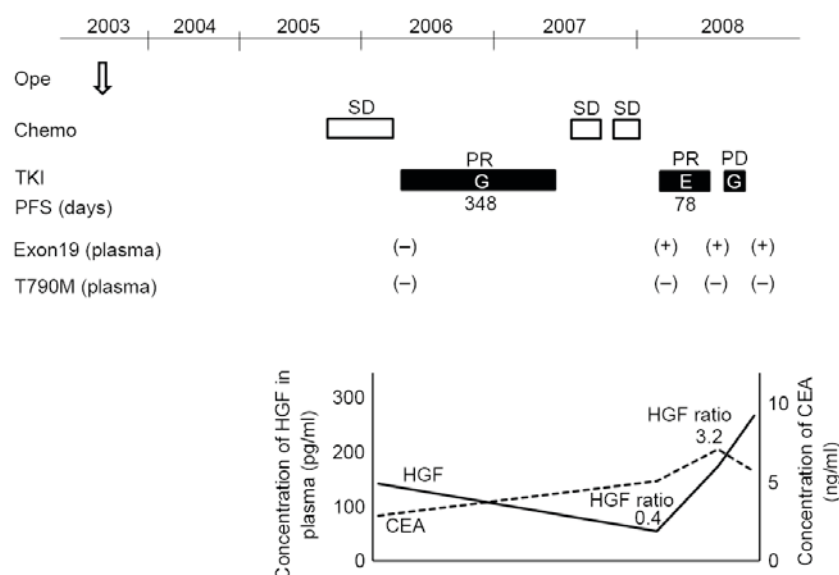 2003 2004 2005 2006 2007 2008
Ope
SD SD SD
Chemo
PR PR PD
TKI G E G
PFS (days) 348 78
Exon19 (plasma) (–) (+) (+) (+)
T790M (plasma) (–) (–) (–) (–)
Concentration of HGF in
plasma (pg/ml)
300
200
100
0
HGF
CEA
HGF ratio
0.4
HGF ratio
3.2
10
5
0
Concentration of CEA
(ng/ml)